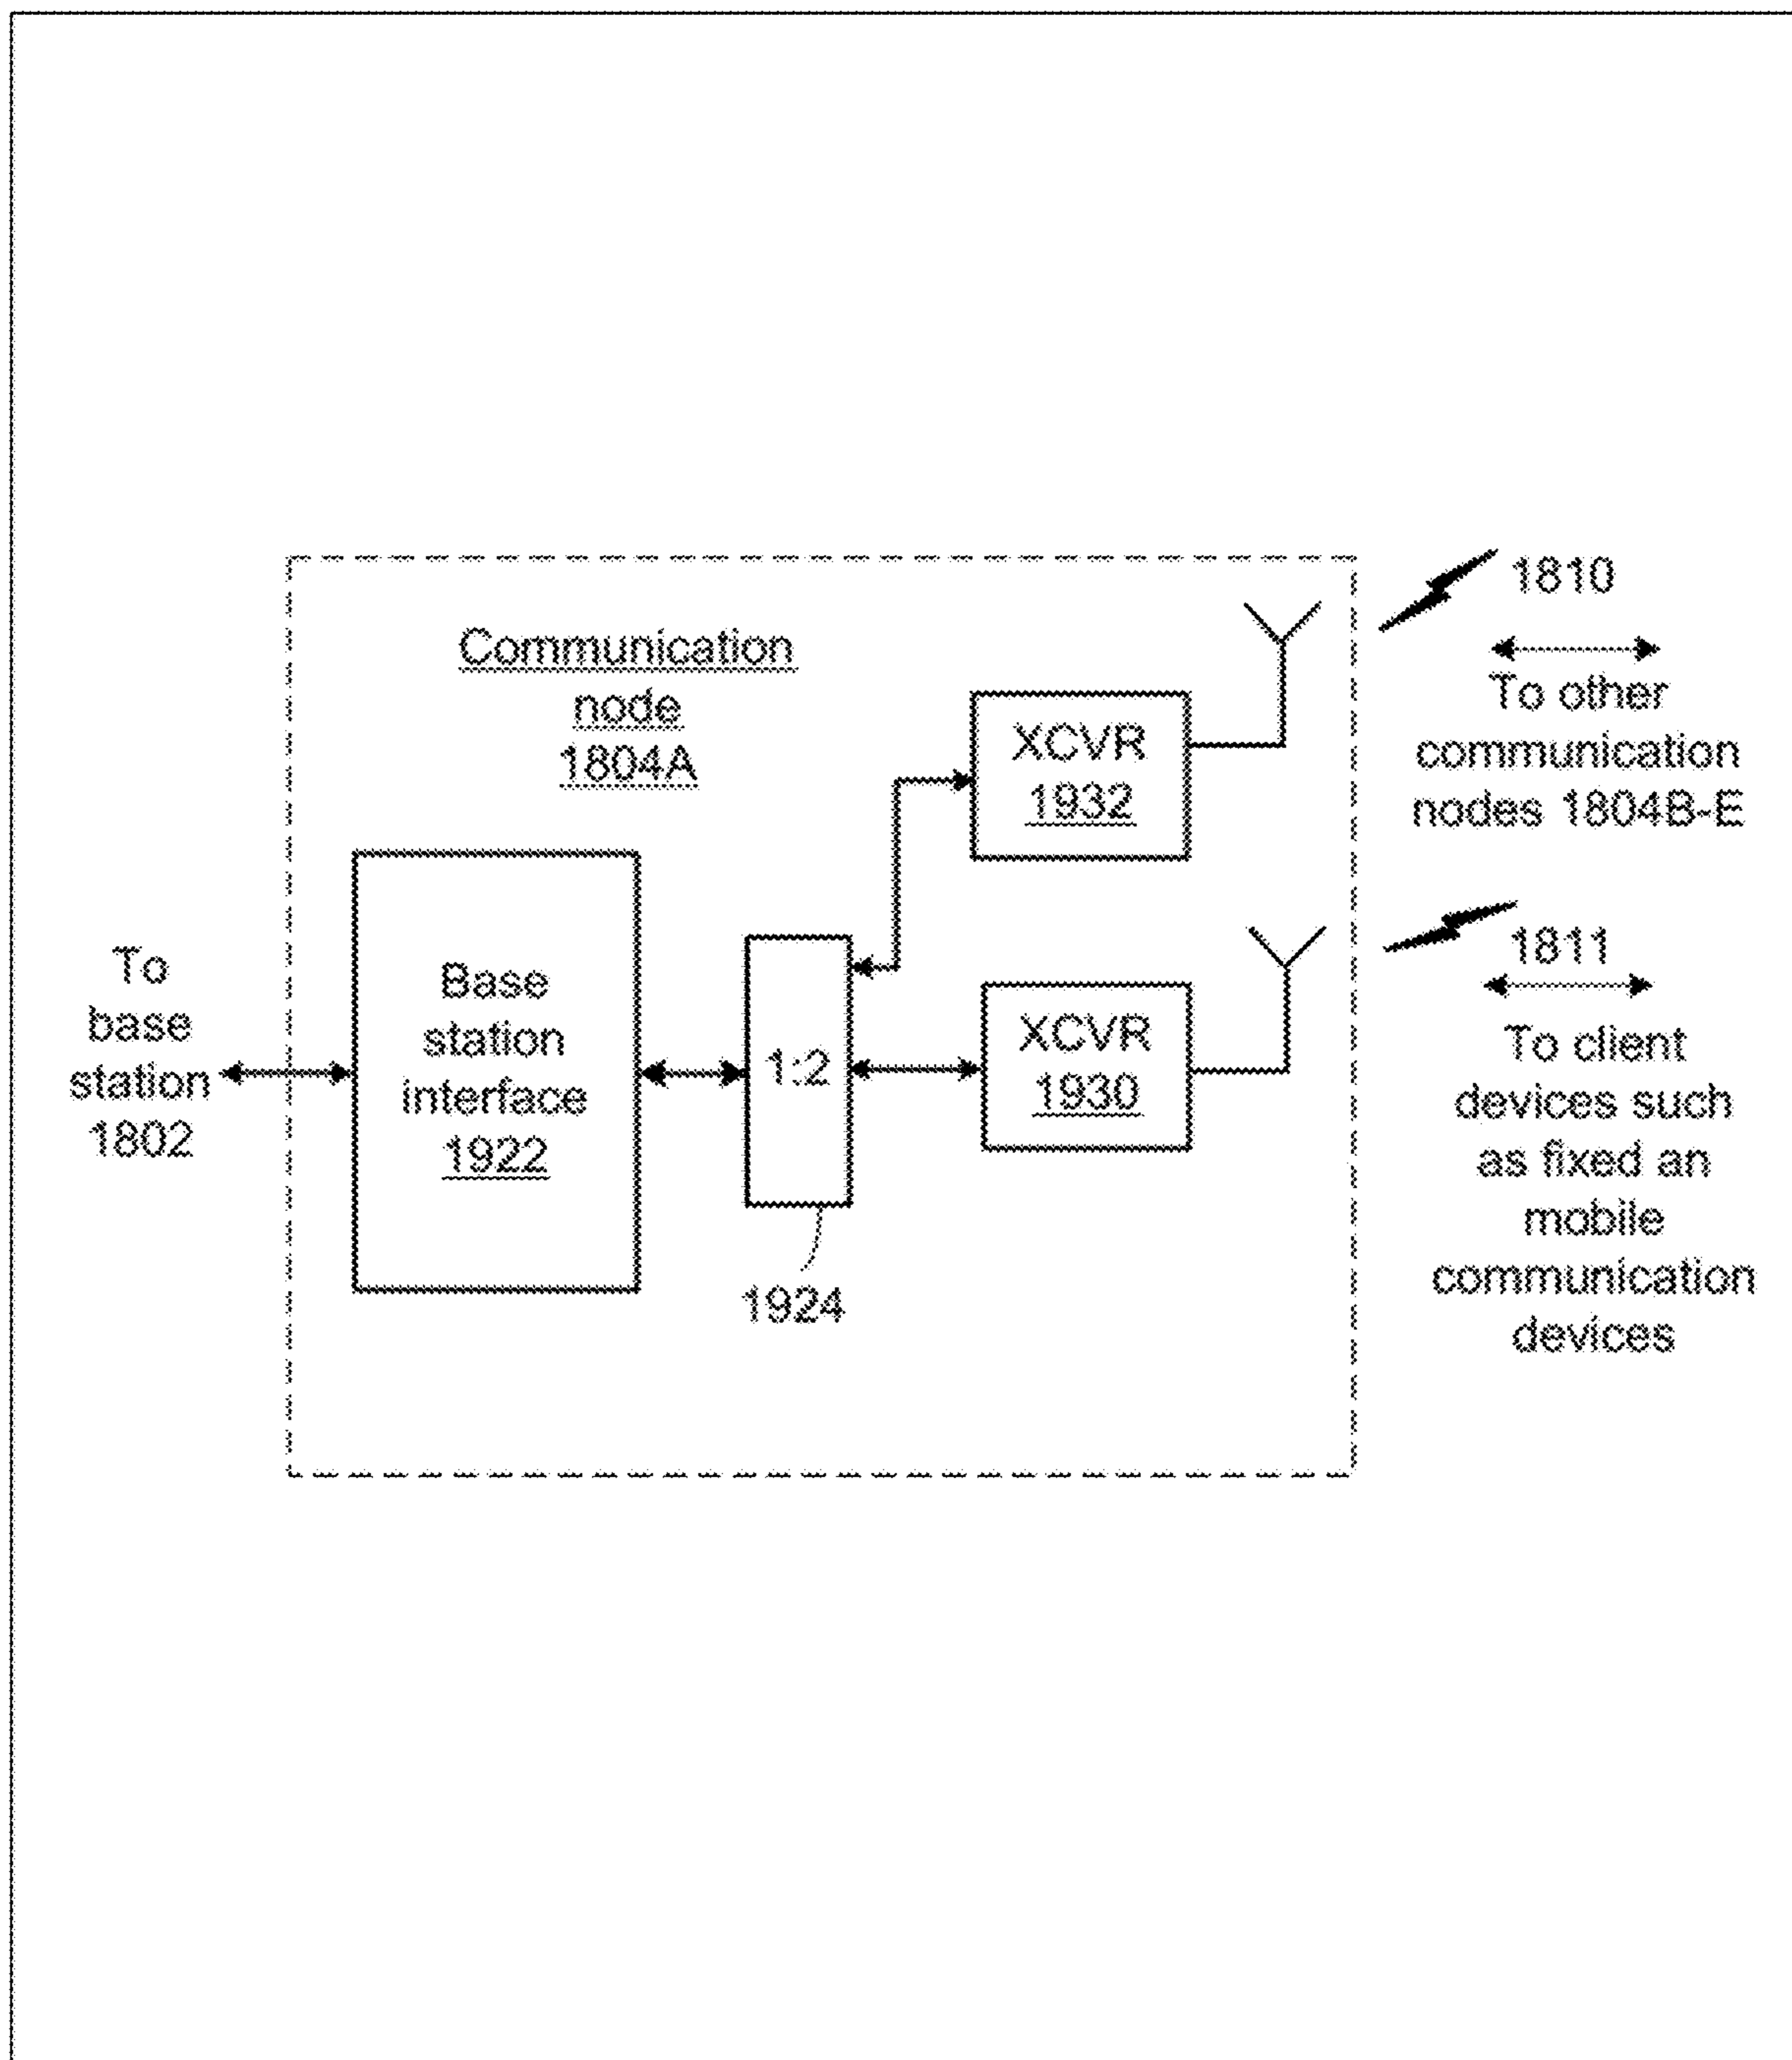 Communication
node
1804A
To
base
station
1802
Base
station
interface
1922
1:2
1924
XCVR
1932
XCVR
1930
1810
To other
communication
nodes 1804B-E
1811
To client
devices such
as fixed an
mobile
communication
devices